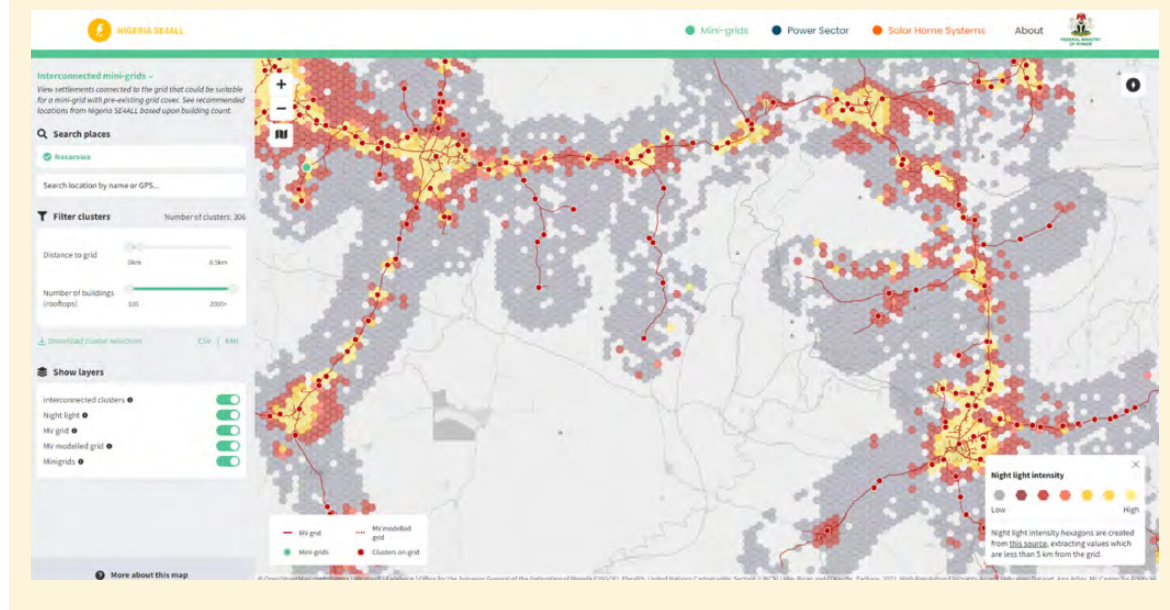 NIGERIA SE4ALL
Mini-grids
Power Sector
Solar Home Systems
About
FEDERAL MINISTRY
OF POWER
Interconnected mini-grids
View settlements connected to the grid that could be suitable
for a mini-grid with pre-existing grid cover. See recommended
locations from Nigeria SE4ALL based upon building count.
Search places
Nasarawa
Search location by name or GPS...
Filter clusters
Number of clusters: 306
Distance to grid
0km
0.5km
Number of buildings
(rooftops)
100
2000+
Download cluster selection
CSV | KML
Show layers
Interconnected clusters
Night light
MV grid
MV modelled grid
Minigrids
More about this map
MV grid
MV modelled
grid
Mini-grids
Clusters on grid
Night light intensity
Low
High
Night light intensity hexagons are created
from this source, extracting values which
are less than 5 km from the grid.